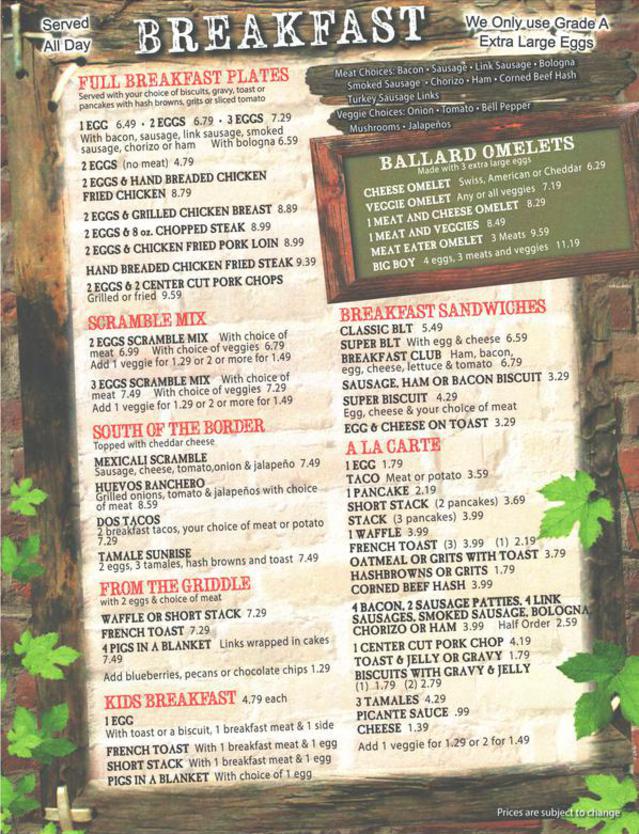 Served
All Day
BREAKFAST
We Only use Grade A
Extra Large Eggs
FULL BREAKFAST PLATES
Served with your choice of biscuits, gravy, toast or
pancakes with hash browns, grits or sliced tomato
1 EGG 6.49 • 2 EGGS 6.79 • 3 EGGS 7.29
With bacon, sausage, link sausage, smoked
sausage, chorizo or ham With bologna 6.59
2 EGGS (no meat) 4.79
2 EGGS & HAND BREADED CHICKEN
FRIED CHICKEN 8.79
2 EGGS & GRILLED CHICKEN BREAST 8.89
2 EGGS & 8 oz. CHOPPED STEAK 8.99
2 EGGS & CHICKEN FRIED PORK LOIN 8.99
HAND BREADED CHICKEN FRIED STEAK 9.39
2 EGGS & 2 CENTER CUT PORK CHOPS
Grilled or fried 9.59
SCRAMBLE MIX
2 EGGS SCRAMBLE MIX With choice of
meat 6.99 With choice of veggies 6.79
Add 1 veggie for 1.29 or 2 or more for 1.49
3 EGGS SCRAMBLE MIX With choice of
meat 7.49 With choice of veggies 7.29
Add 1 veggie for 1.29 or 2 or more for 1.49
SOUTH OF THE BORDER
Topped with cheddar cheese
MEXICALI SCRAMBLE
Sausage, cheese, tomato,onion & jalapeño 7.49
HUEVOS RANCHERO
Grilled onions, tomato & jalapeños with choice
of meat 8.59
DOS TACOS
2 breakfast tacos, your choice of meat or potato
7.29
TAMALE SUNRISE
2 eggs, 3 tamales, hash browns and toast 7.49
FROM THE GRIDDLE
with 2 eggs & choice of meat
WAFFLE OR SHORT STACK 7.29
FRENCH TOAST 7.29
4 PIGS IN A BLANKET Links wrapped in cakes
7.49
Add blueberries, pecans or chocolate chips 1.29
KIDS BREAKFAST 4.79 each
1 EGG
With toast or a biscuit, 1 breakfast meat & 1 side
FRENCH TOAST With 1 breakfast meat & 1 egg
SHORT STACK With 1 breakfast meat & 1 egg
PIGS IN A BLANKET With choice of 1 egg
Meat Choices: Bacon • Sausage • Link Sausage • Bologna
Smoked Sausage • Chorizo • Ham • Corned Beef Hash
Turkey Sausage Links
Veggie Choices: Onion • Tomato • Bell Pepper
Mushrooms • Jalapeños
BALLARD OMELETS
Made with 3 extra large eggs
CHEESE OMELET Swiss, American or Cheddar 6.29
VEGGIE OMELET Any or all veggies 7.19
1 MEAT AND CHEESE OMELET 8.29
1 MEAT AND VEGGIES 8.49
MEAT EATER OMELET 3 Meats 9.59
BIG BOY 4 eggs, 3 meats and veggies 11.19
BREAKFAST SANDWICHES
CLASSIC BLT 5.49
SUPER BLT With egg & cheese 6.59
BREAKFAST CLUB Ham, bacon,
egg, cheese, lettuce & tomato 6.79
SAUSAGE, HAM OR BACON BISCUIT 3.29
SUPER BISCUIT 4.29
Egg, cheese & your choice of meat
EGG & CHEESE ON TOAST 3.29
A LA CARTE
1 EGG 1.79
TACO Meat or potato 3.59
1 PANCAKE 2.19
SHORT STACK (2 pancakes) 3.69
STACK (3 pancakes) 3.99
1 WAFFLE 3.99
FRENCH TOAST (3) 3.99 (1) 2.19
OATMEAL OR GRITS WITH TOAST 3.79
HASHBROWNS OR GRITS 1.79
CORNED BEEF HASH 3.99
4 BACON, 2 SAUSAGE PATTIES, 4 LINK
SAUSAGES, SMOKED SAUSAGE, BOLOGNA
CHORIZO OR HAM 3.99 Half Order 2.59
1 CENTER CUT PORK CHOP 4.19
TOAST & JELLY OR GRAVY 1.79
BISCUITS WITH GRAVY & JELLY
(1) 1.79 (2) 2.79
3 TAMALES 4.29
PICANTE SAUCE .99
CHEESE 1.39
Add 1 veggie for 1.29 or 2 for 1.49
Prices are subject to change